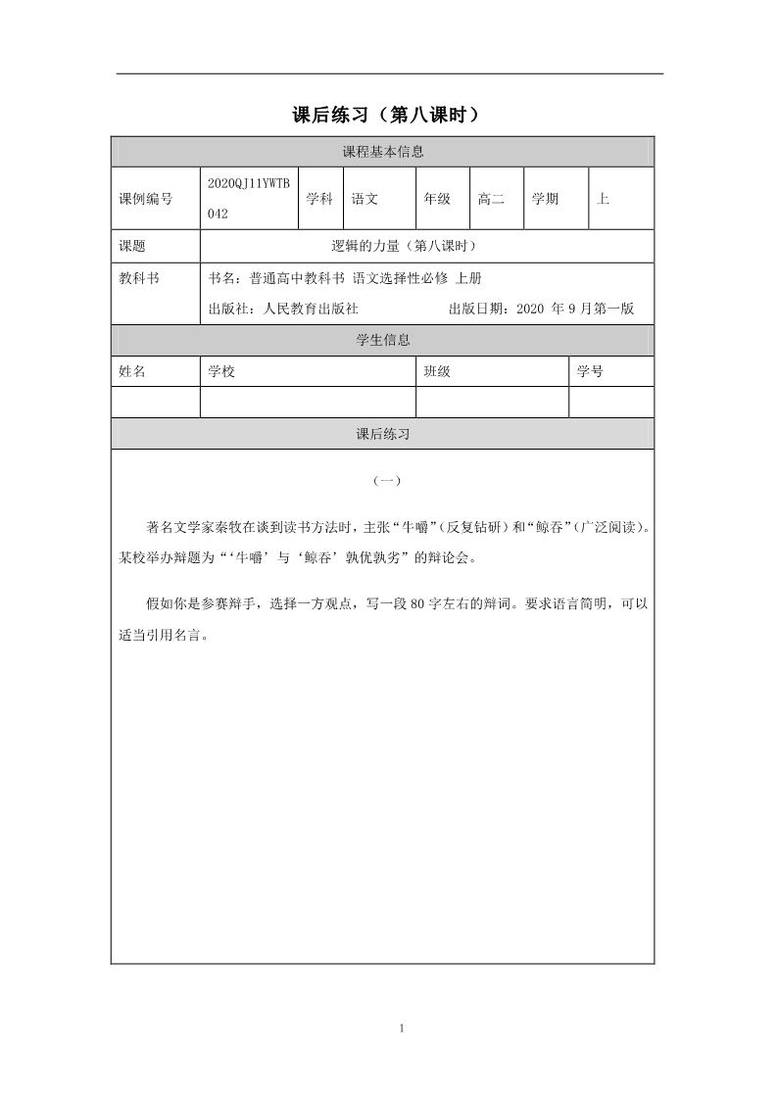 课后练习（第八课时）
课程基本信息
课例编号 2020QJ11YWTB 学科 语文 年级 高二 学期 上
042
课题 逻辑的力量（第八课时）
教科书 书名：普通高中教科书 语文选择性必修 上册
出版社：人民教育出版社 出版日期：2020 年 9 月第一版
学生信息
姓名 学校 班级 学号
课后练习
（一）
著名文学家秦牧在谈到读书方法时，主张“牛嚼”（反复钻研）和“鲸吞”（广泛阅读）。
某校举办辩题为“‘牛嚼’与‘鲸吞’孰优孰劣”的辩论会。
假如你是参赛辩手，选择一方观点，写一段 80 字左右的辩词。要求语言简明，可以
适当引用名言。
1